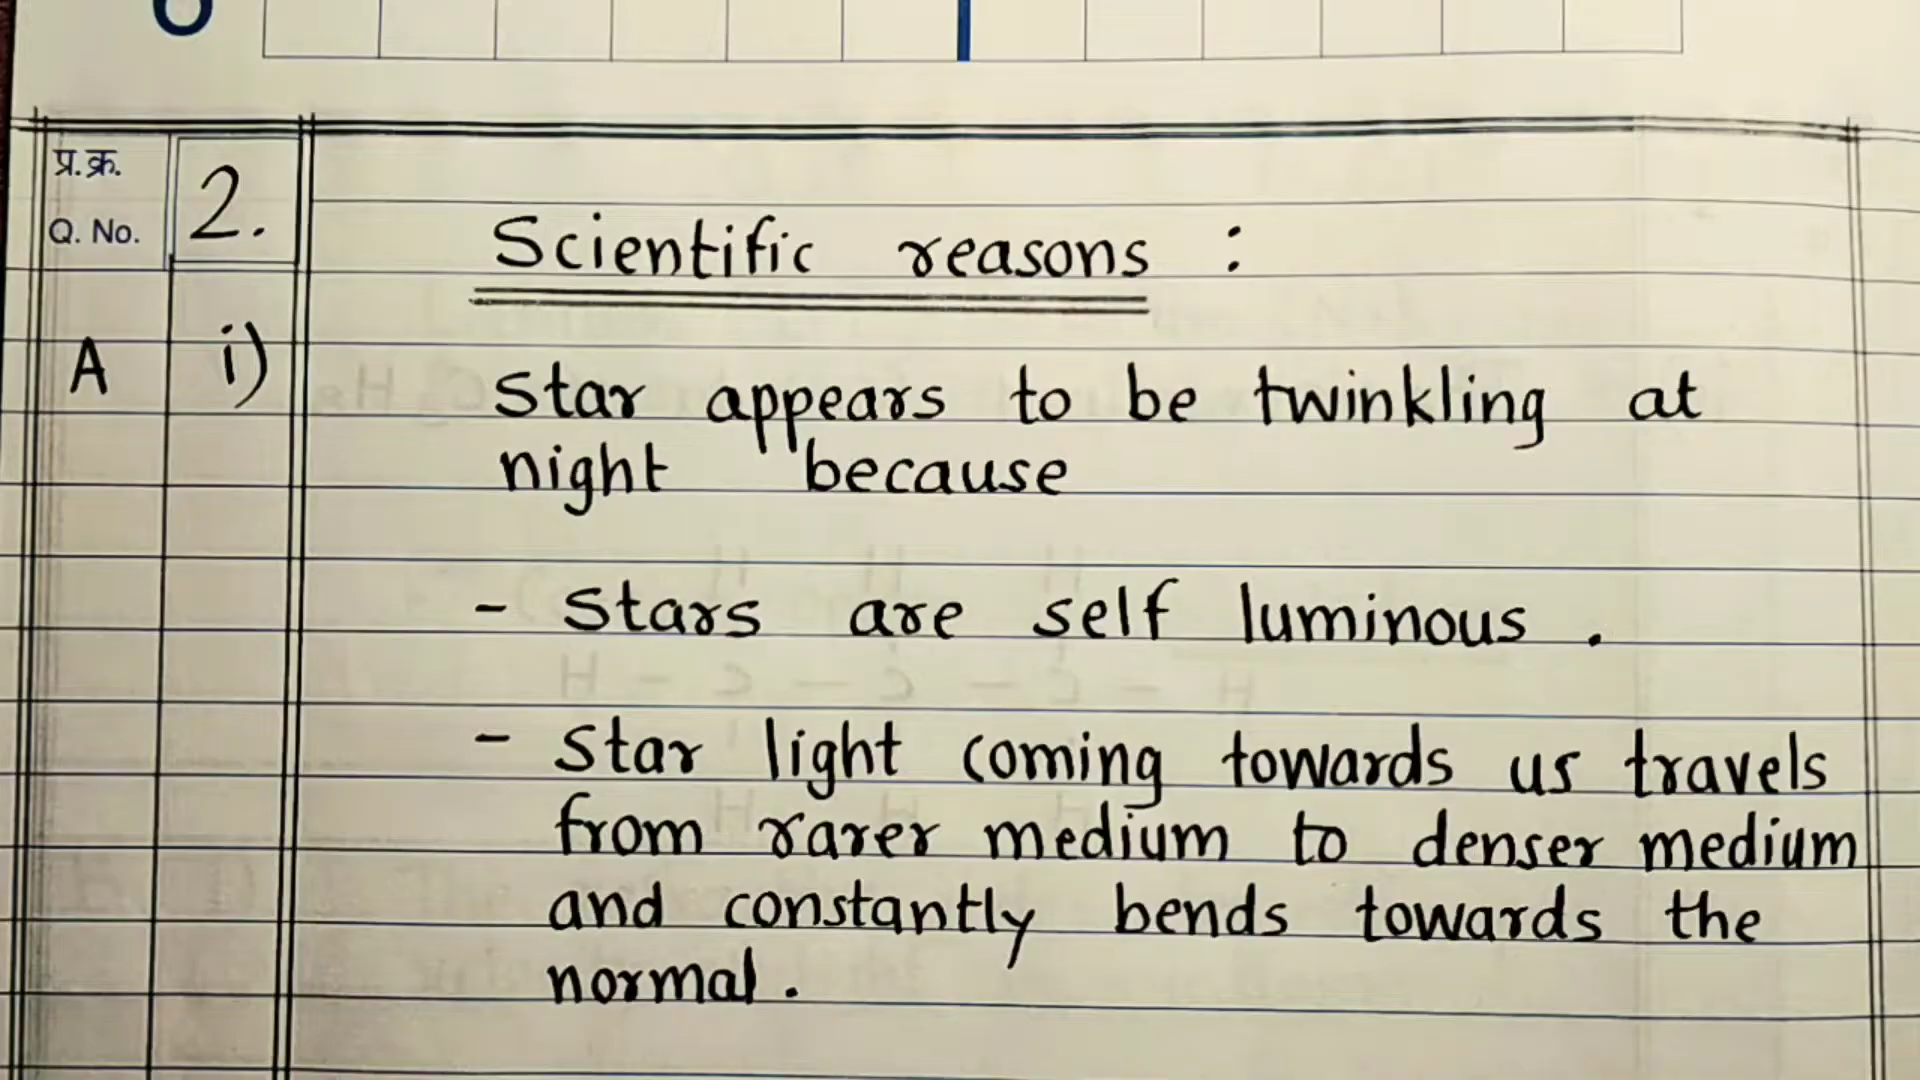 प्र.क्र.
Q. No.
2.
Scientific reasons :
A i) Star appears to be twinkling at
night because
- Stars are self luminous .
- Star light coming towards us travels
from rarer medium to denser medium
and constantly bends towards the
normal .